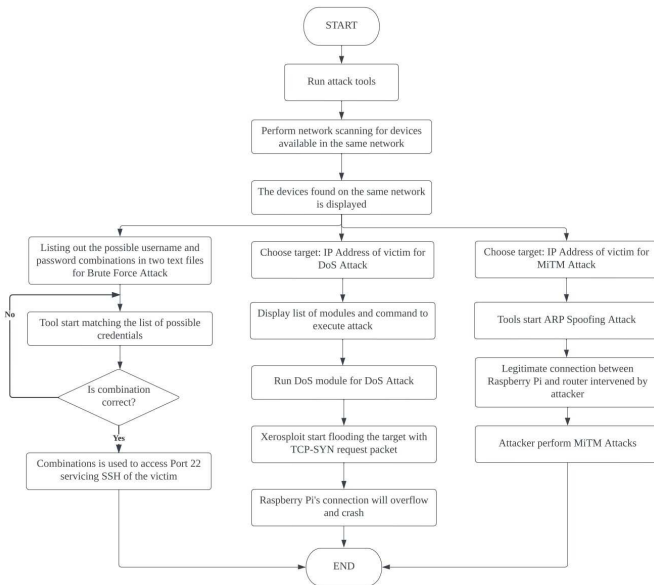 START
Run attack tools
Perform network scanning for devices
available in the same network
The devices found on the same network
is displayed
Listing out the possible username and
password combinations in two text files
for Brute Force Attack
No
Tool start matching the list of possible
credentials
Is combination
correct?
Yes
Combinations is used to access Port 22
servicing SSH of the victim
Choose target: IP Address of victim for
DoS Attack
Display list of modules and command to
execute attack
Run DoS module for DoS Attack
Xerosploit start flooding the target with
TCP-SYN request packet
Raspberry Pi's connection will overflow
and crash
Choose target: IP Address of victim for
MiTM Attack
Tools start ARP Spoofing Attack
Legitimate connection between
Raspberry Pi and router intervened by
attacker
Attacker perform MiTM Attacks
END